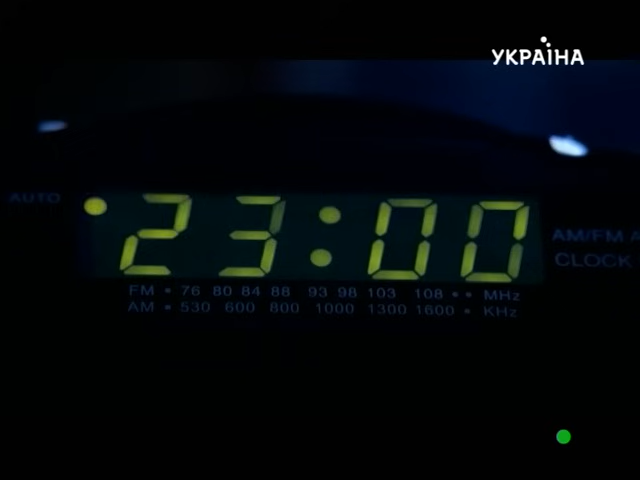 УКРАЇНА
AUTO
23:00
AM/FM
CLOCK
FM • 76 80 84 88 93 98 103 108 • • MHz
AM • 530 600 800 1000 1300 1600 • KHz